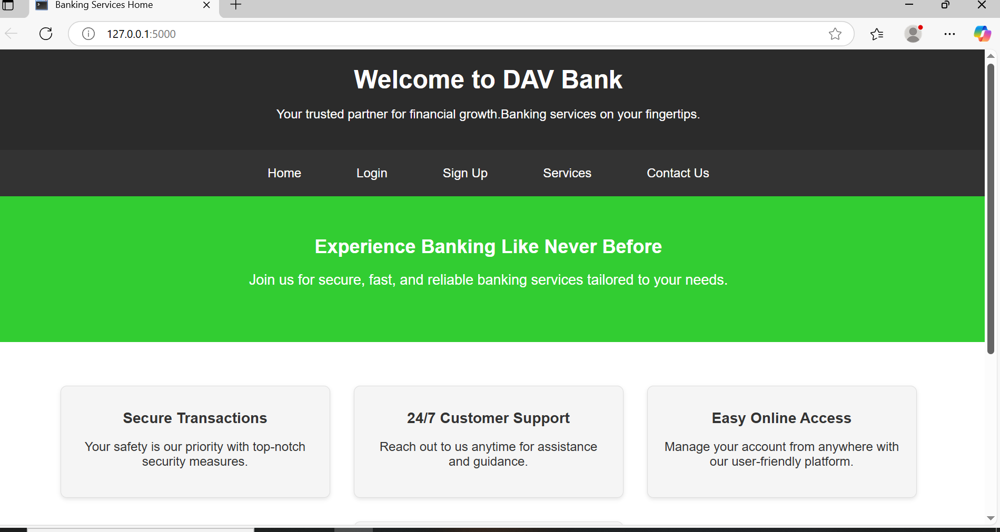 Banking Services Home
127.0.0.1:5000
Welcome to DAV Bank
Your trusted partner for financial growth.Banking services on your fingertips.
Home
Login
Sign Up
Services
Contact Us
Experience Banking Like Never Before
Join us for secure, fast, and reliable banking services tailored to your needs.
Secure Transactions
Your safety is our priority with top-notch
security measures.
24/7 Customer Support
Reach out to us anytime for assistance
and guidance.
Easy Online Access
Manage your account from anywhere with
our user-friendly platform.